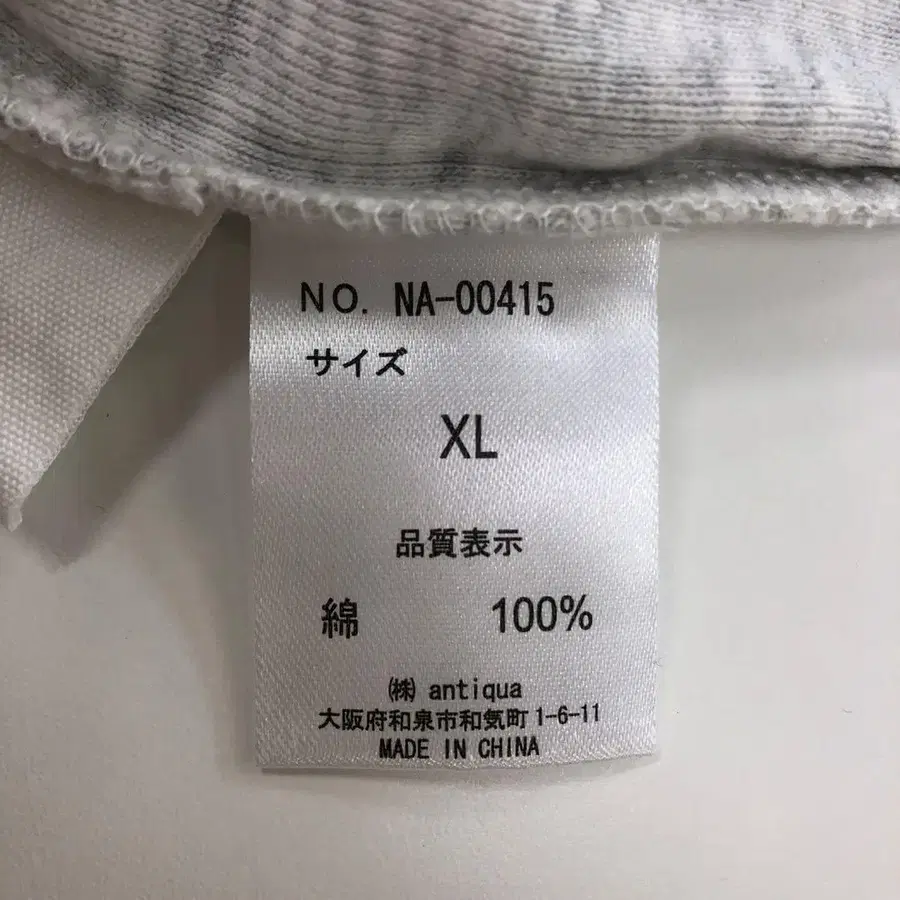 NO. NA-00415
サイズ
XL
品質表示
綿 100%
㈱ antiqua
大阪府和泉市和気町1-6-11
MADE IN CHINA